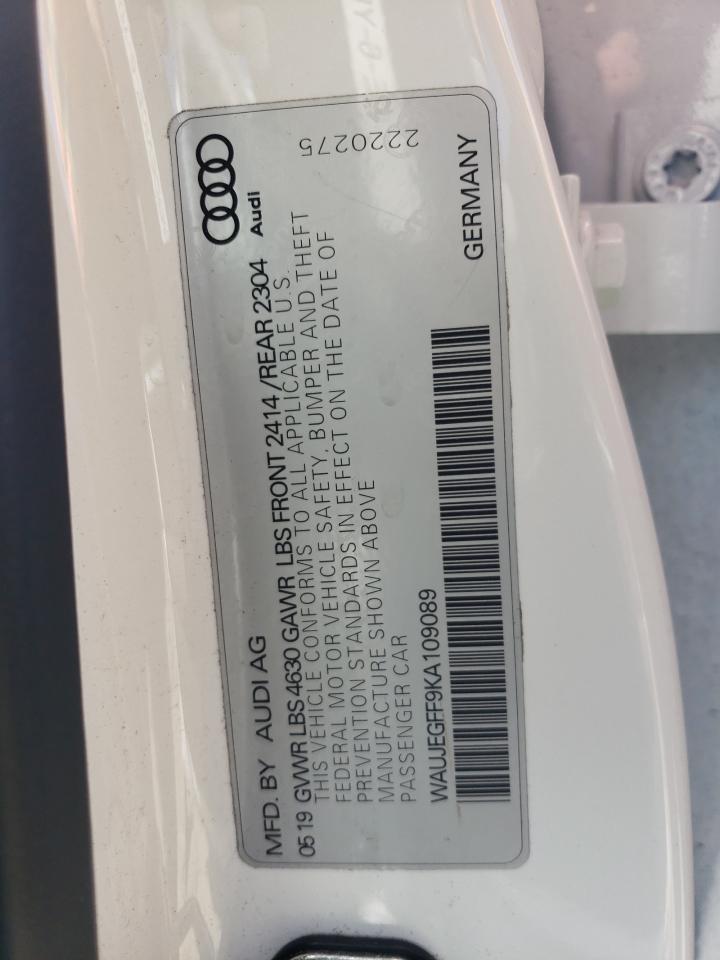 MFD. BY AUDI AG
0519 GVWR LBS 4630 GAWR LBS FRONT 2414 /REAR 2304
THIS VEHICLE CONFORMS TO ALL APPLICABLE U.S.
FEDERAL MOTOR VEHICLE SAFETY, BUMPER AND THEFT
PREVENTION STANDARDS IN EFFECT ON THE DATE OF
MANUFACTURE SHOWN ABOVE
PASSENGER CAR
WAUJEGFF9KA109089
Audi
2220275
GERMANY